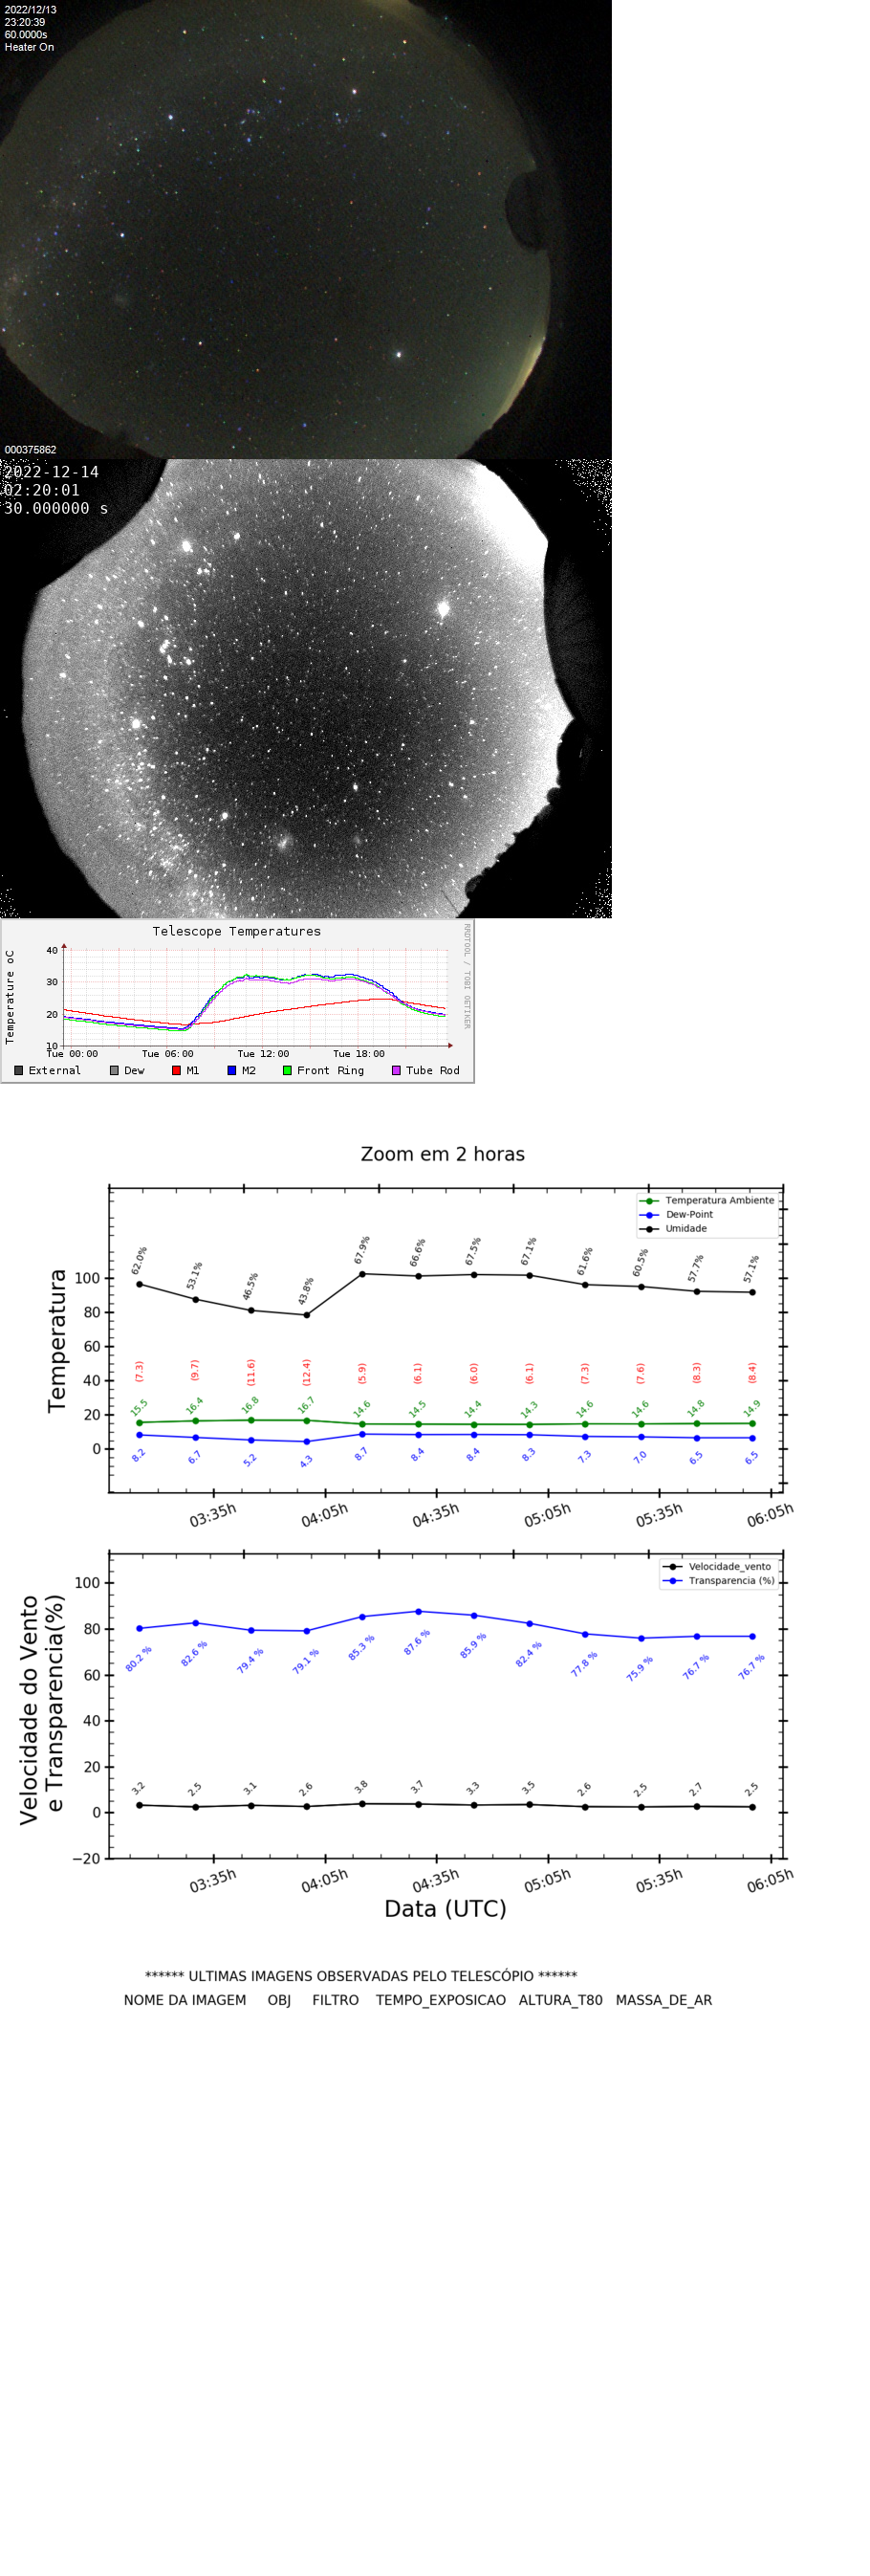 2022/12/13
23:20:39
60.0000s
Heater On
000375862
2022-12-14
02:20:01
30.000000 s
Telescope Temperatures
RRDTOOL / TOBI OETIKER
Temperature oC
40
30
20
10
Tue 00:00 Tue 06:00 Tue 12:00 Tue 18:00
External Dew M1 M2 Front Ring Tube Rod
Zoom em 2 horas
Temperatura
Temperatura Ambiente
Dew-Point
Umidade
100
80
60
40
20
0
62.0% 53.1% 46.5% 43.8% 67.9% 66.6% 67.5% 67.1% 61.6% 60.5% 57.7% 57.1%
(7.3) (9.7) (11.6) (12.4) (5.9) (6.1) (6.0) (6.1) (7.3) (7.6) (8.3) (8.4)
15.5 16.4 16.8 16.7 14.6 14.5 14.4 14.3 14.6 14.6 14.8 14.9
8.2 6.7 5.2 4.3 8.7 8.4 8.4 8.3 7.3 7.0 6.5 6.5
03:35h 04:05h 04:35h 05:05h 05:35h 06:05h
Velocidade do Vento
e Transparencia(%)
Velocidade_vento
Transparencia (%)
100
80
60
40
20
0
−20
80.2 % 82.6 % 79.4 % 79.1 % 85.3 % 87.6 % 85.9 % 82.4 % 77.8 % 75.9 % 76.7 % 76.7 %
3.2 2.5 3.1 2.6 3.8 3.7 3.3 3.5 2.6 2.5 2.7 2.5
03:35h 04:05h 04:35h 05:05h 05:35h 06:05h
Data (UTC)
****** ULTIMAS IMAGENS OBSERVADAS PELO TELESCÓPIO ******
NOME DA IMAGEM OBJ FILTRO TEMPO_EXPOSICAO ALTURA_T80 MASSA_DE_AR